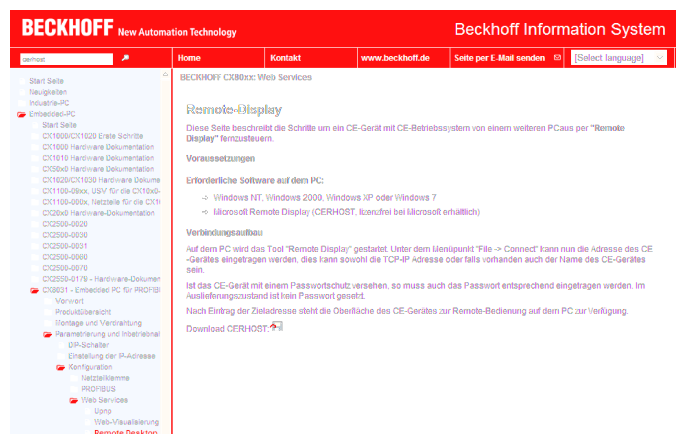 BECKHOFF New Automation Technology
Beckhoff Information System
cerhost
Home
Kontakt
www.beckhoff.de
Seite per E-Mail senden
[Select language]
Start Seite
Neuigkeiten
Industrie-PC
Embedded-PC
Start Seite
CX1000/CX1020 Erste Schritte
CX1000 Hardware Dokumentation
CX1010 Hardware Dokumentation
CX50x0 Hardware Dokumentation
CX1020/CX1030 Hardware Dokume
CX1100-09xx, USV für die CX10x0-
CX1100-000x, Netzteile für die CX1
CX20x0 Hardware-Dokumentation
CX2500-0020
CX2500-0030
CX2500-0031
CX2500-0060
CX2500-0070
CX2550-0179 - Hardware-Dokumen
CX8031 - Embedded PC für PROFIB
Vorwort
Produktübersicht
Montage und Verdrahtung
Parametrierung und Inbetriebnal
DIP-Schalter
Einstellung der IP-Adresse
Konfiguration
Netzteilklemme
PROFIBUS
Web Services
Upnp
Web-Visualisierung
Remote Desktop
BECKHOFF CX80xx: Web Services
Remote-Display
Diese Seite beschreibt die Schritte um ein CE-Gerät mit CE-Betriebssystem von einem weiteren PCaus per "Remote
Display" fernzusteuern.
Voraussetzungen
Erforderliche Software auf dem PC:
Windows NT, Windows 2000, Windows XP oder Windows 7
Microsoft Remote Display (CERHOST, lizenzfrei bei Microsoft erhältlich)
Verbindungsaufbau
Auf dem PC wird das Tool "Remote Display" gestartet. Unter dem Menüpunkt "File -> Connect" kann nun die Adresse des CE
-Gerätes eingetragen werden, dies kann sowohl die TCP-IP Adresse oder falls vorhanden auch der Name des CE-Gerätes
sein.
Ist das CE-Gerät mit einem Passwortschutz versehen, so muss auch das Passwort entsprechend eingetragen werden. Im
Auslieferungszustand ist kein Passwort gesetzt.
Nach Eintrag der Zieladresse steht die Oberfläche des CE-Gerätes zur Remote-Bedienung auf dem PC zur Verfügung.
Download CERHOST: